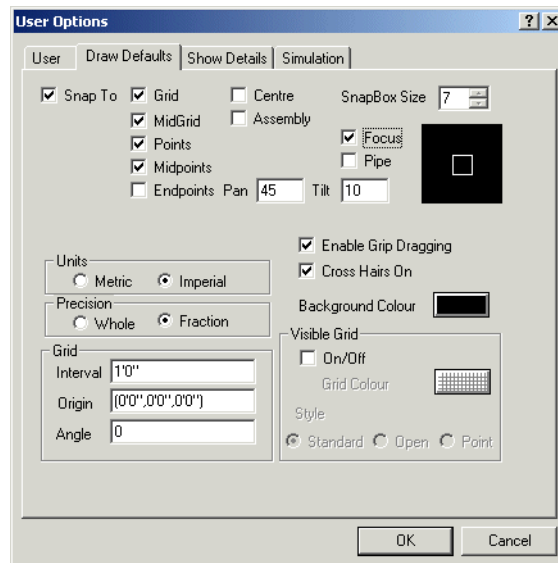 User Options
User Draw Defaults Show Details Simulation
Snap To Grid Centre SnapBox Size 7
MidGrid Assembly
Points Focus
Midpoints Pipe
Endpoints Pan 45 Tilt 10
Enable Grip Dragging
Units
Metric Imperial Cross Hairs On
Precision
Whole Fraction Background Colour
Grid Visible Grid
Interval 1'0" On/Off
Grid Colour
Origin (0'0",0'0",0'0")
Style
Angle 0
Standard Open Point
OK Cancel